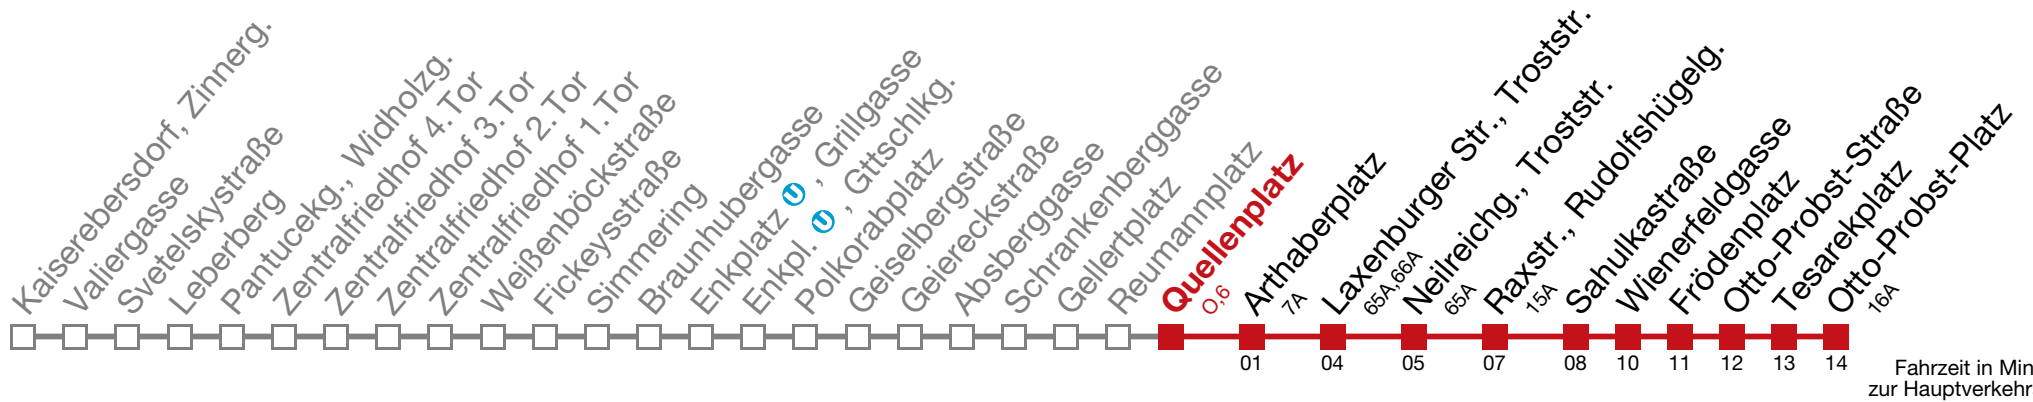 Kaiserebersdorf, Zinnerg.
Valiergasse
Svetelskystraße
Leberberg
Pantucekg., Widholzg.
Zentralfriedhof 4.Tor
Zentralfriedhof 3.Tor
Zentralfriedhof 2.Tor
Zentralfriedhof 1.Tor
Weißenböckstraße
Fickeysstraße
Simmering
Braunhubergasse
Enkplatz U , Grillgasse
Enkpl. U , Gttschlkg.
Polkorabplatz
Geiselbergstraße
Geiereckstraße
Absberggasse
Schrankenberggasse
Gellertplatz
Reumannplatz
Quellenplatz
O,6
Arthaberplatz
7A
Laxenburger Str., Troststr.
65A,66A
Neilreichg., Troststr.
65A
Raxstr., Rudolfshügelg.
15A
Sahulkastraße
Wienerfeldgasse
Frödenplatz
Otto-Probst-Straße
Tesarekplatz
Otto-Probst-Platz
16A
01 04 05 07 08 10 11 12 13 14
Fahrzeit in Min
zur Hauptverkehr